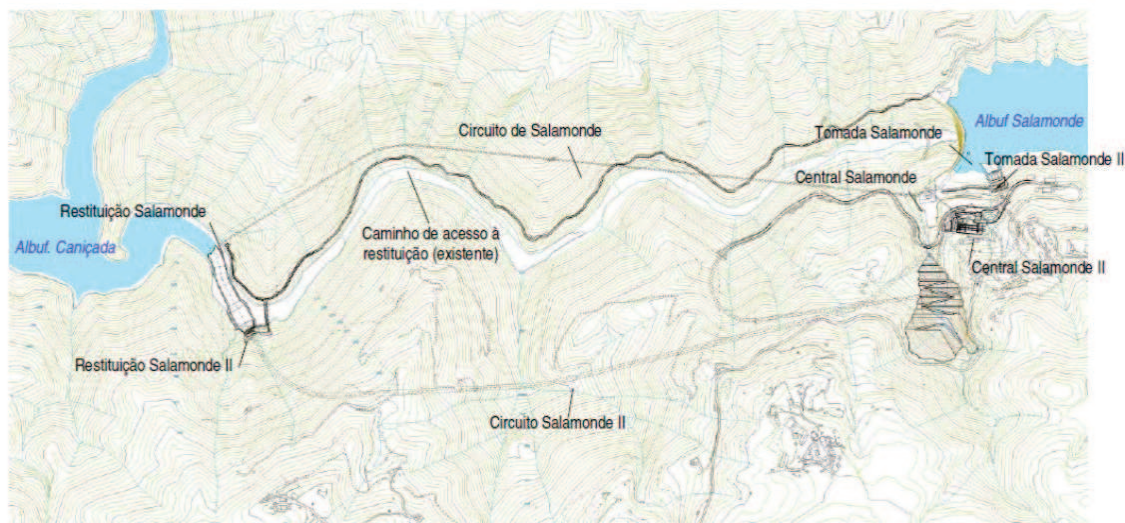 Circuito de Salamonde
Tomada Salamonde
Albuf Salamonde
Tomada Salamonde II
Central Salamonde
Restituição Salamonde
Albuf. Caniçada
Caminho de acesso à
restituição (existente)
Central Salamonde II
Restituição Salamonde II
Circuito Salamonde II